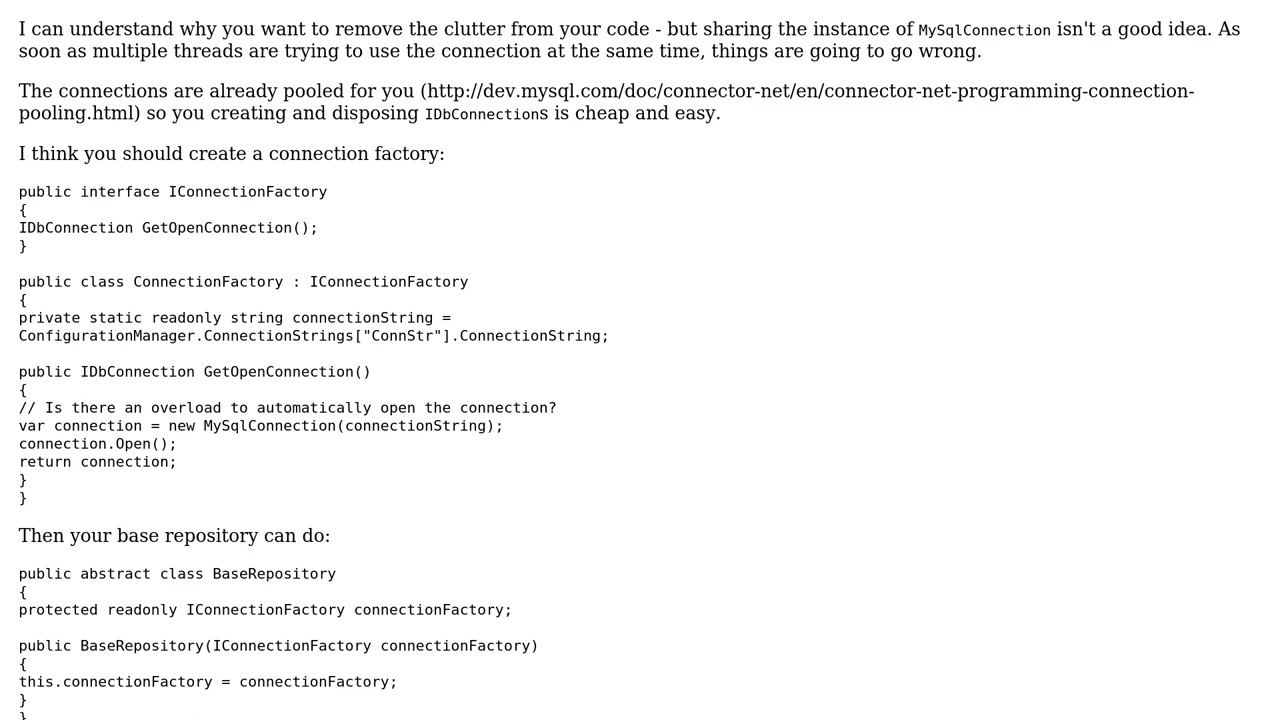 I can understand why you want to remove the clutter from your code - but sharing the instance of MySqlConnection isn't a good idea. As
soon as multiple threads are trying to use the connection at the same time, things are going to go wrong.
The connections are already pooled for you (http://dev.mysql.com/doc/connector-net/en/connector-net-programming-connection-
pooling.html) so you creating and disposing IDbConnections is cheap and easy.
I think you should create a connection factory:
public interface IConnectionFactory
{
IDbConnection GetOpenConnection();
}
public class ConnectionFactory : IConnectionFactory
{
private static readonly string connectionString =
ConfigurationManager.ConnectionStrings["ConnStr"].ConnectionString;
public IDbConnection GetOpenConnection()
{
// Is there an overload to automatically open the connection?
var connection = new MySqlConnection(connectionString);
connection.Open();
return connection;
}
}
Then your base repository can do:
public abstract class BaseRepository
{
protected readonly IConnectionFactory connectionFactory;
public BaseRepository(IConnectionFactory connectionFactory)
{
this.connectionFactory = connectionFactory;
}
}